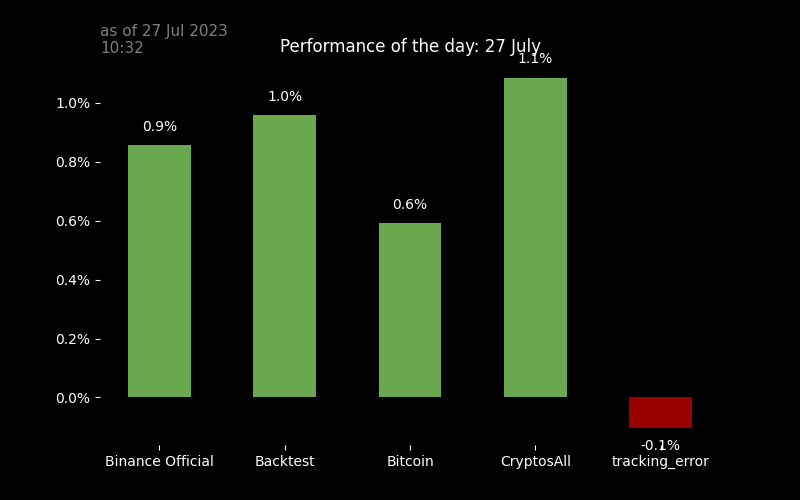 as of 27 Jul 2023
10:32
Performance of the day: 27 July
1.1%
1.0%
1.0%
0.9%
0.8%
0.6%
0.6%
0.4%
0.2%
0.0%
-0.1%
Binance Official
Backtest
Bitcoin
CryptosAll
tracking_error